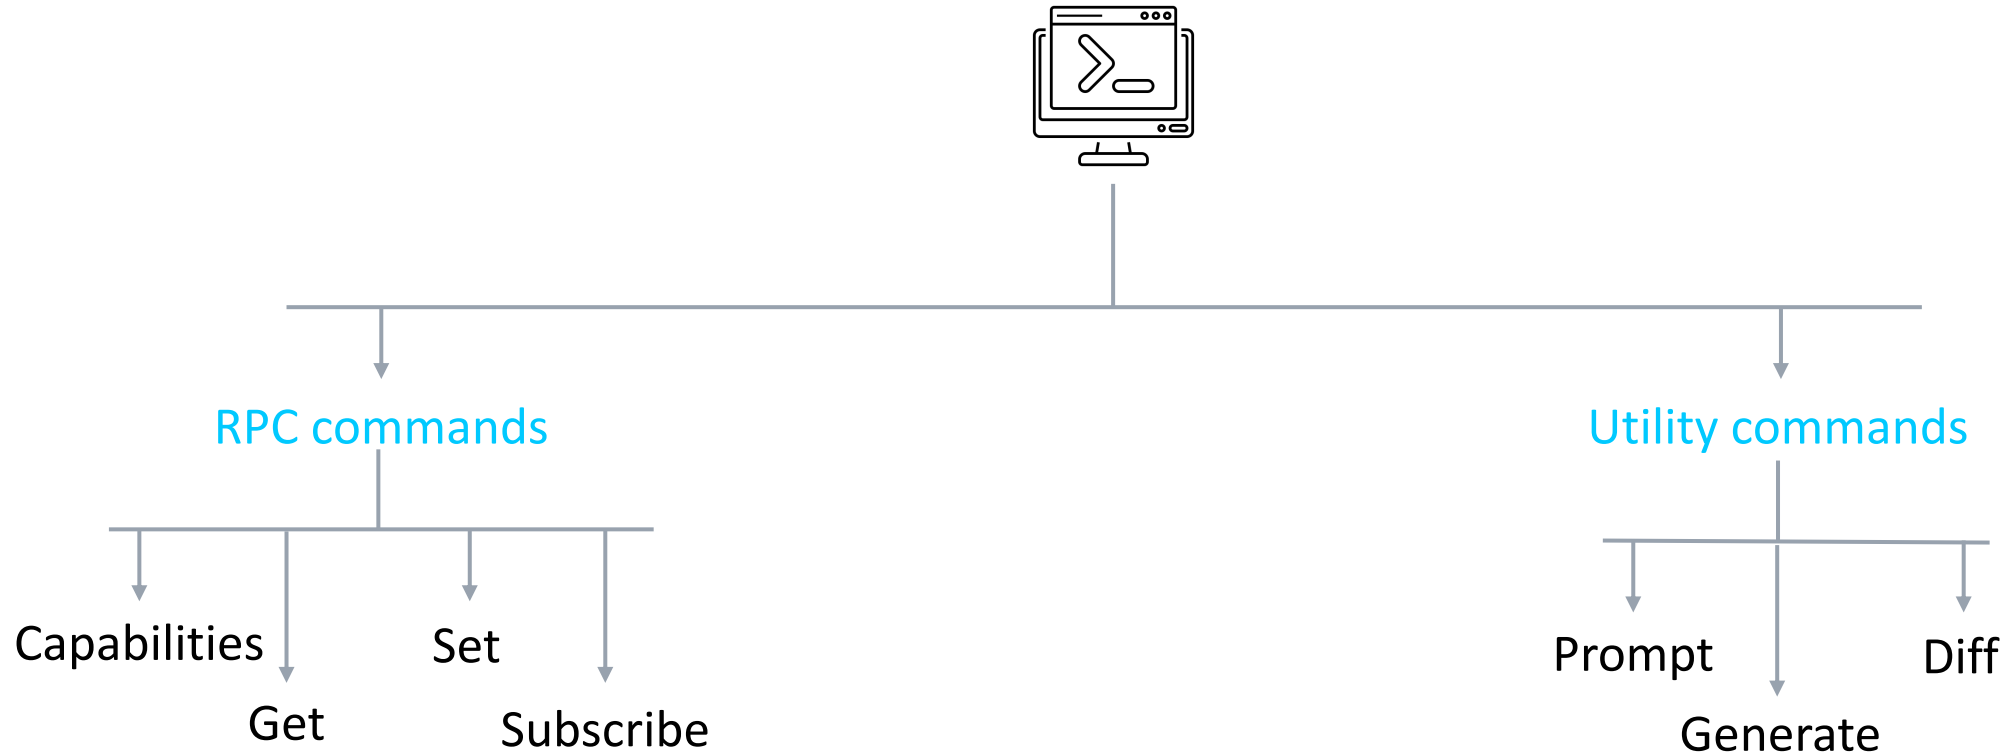 RPC commands
Utility commands
Capabilities
Get
Set
Subscribe
Prompt
Generate
Diff